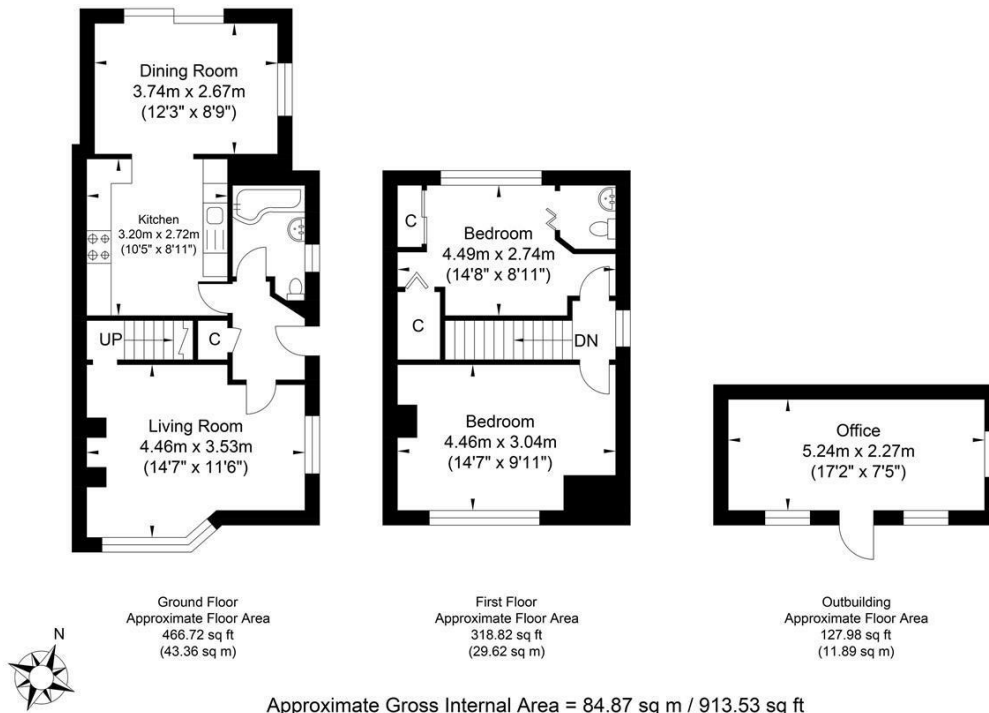 Dining Room
3.74m x 2.67m
(12'3" x 8'9")
Kitchen
3.20m x 2.72m
(10'5" x 8'11")
UP
C
Living Room
4.46m x 3.53m
(14'7" x 11'6")
C
Bedroom
4.49m x 2.74m
(14'8" x 8'11")
C
DN
Bedroom
4.46m x 3.04m
(14'7" x 9'11")
Office
5.24m x 2.27m
(17'2" x 7'5")
Ground Floor
Approximate Floor Area
466.72 sq ft
(43.36 sq m)
First Floor
Approximate Floor Area
318.82 sq ft
(29.62 sq m)
Outbuilding
Approximate Floor Area
127.98 sq ft
(11.89 sq m)
N
Approximate Gross Internal Area = 84.87 sq m / 913.53 sq ft